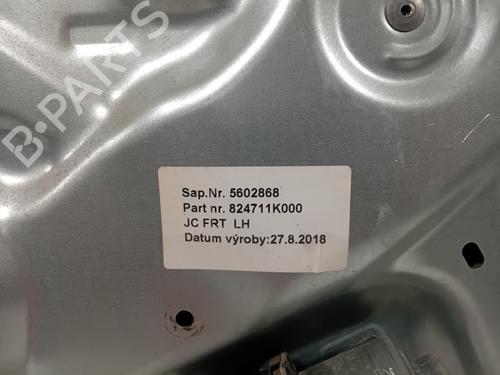 B-PARTS
Sap.Nr. 5602868
Part nr. 824711K000
JC FRT LH
Datum výroby:27.8.2018